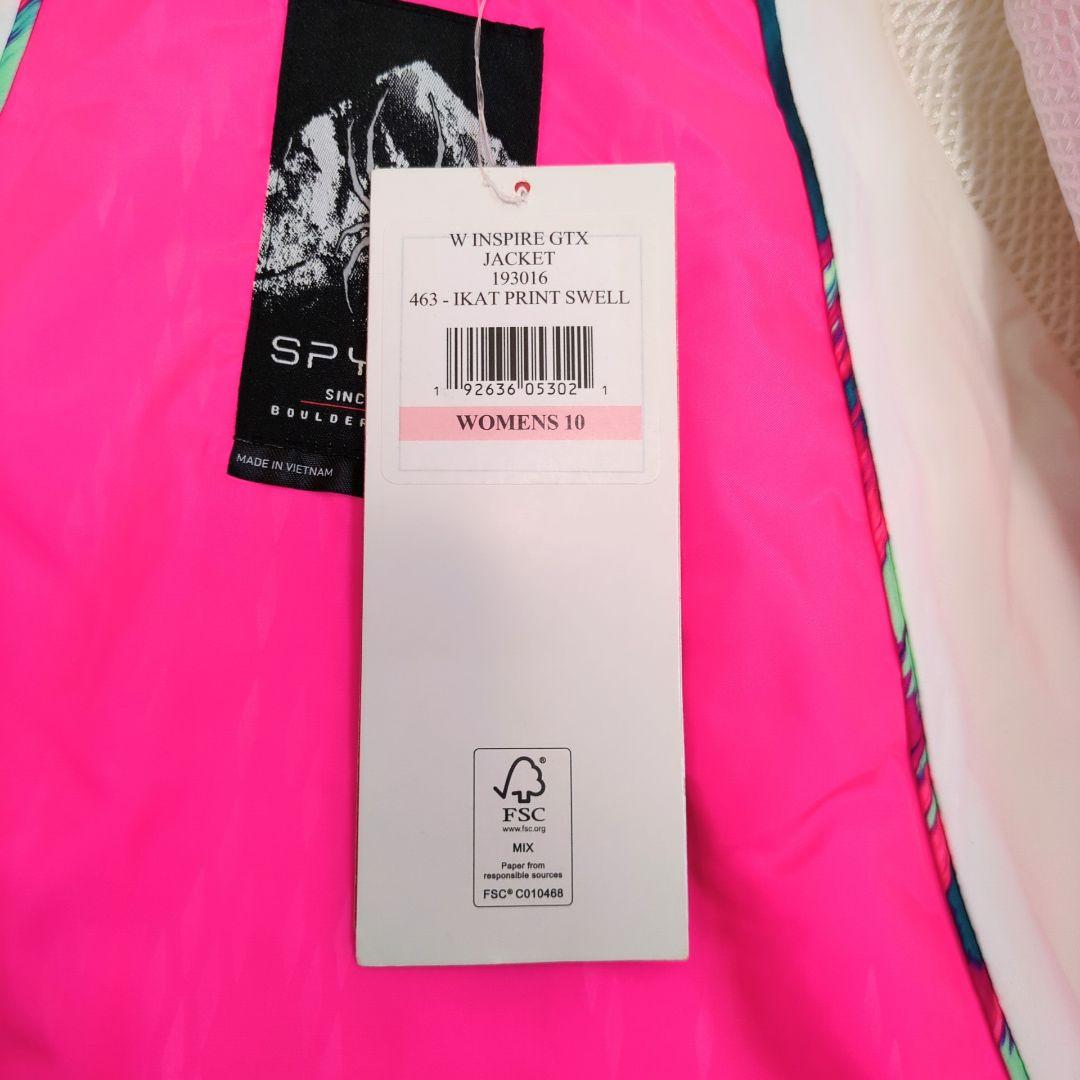 W INSPIRE GTX
JACKET
193016
463 - IKAT PRINT SWELL
1 92636 05302 1
WOMENS 10
SPY
SINC
BOULDER
MADE IN VIETNAM
FSC
www.fsc.org
MIX
Paper from
responsible sources
FSC® C010468